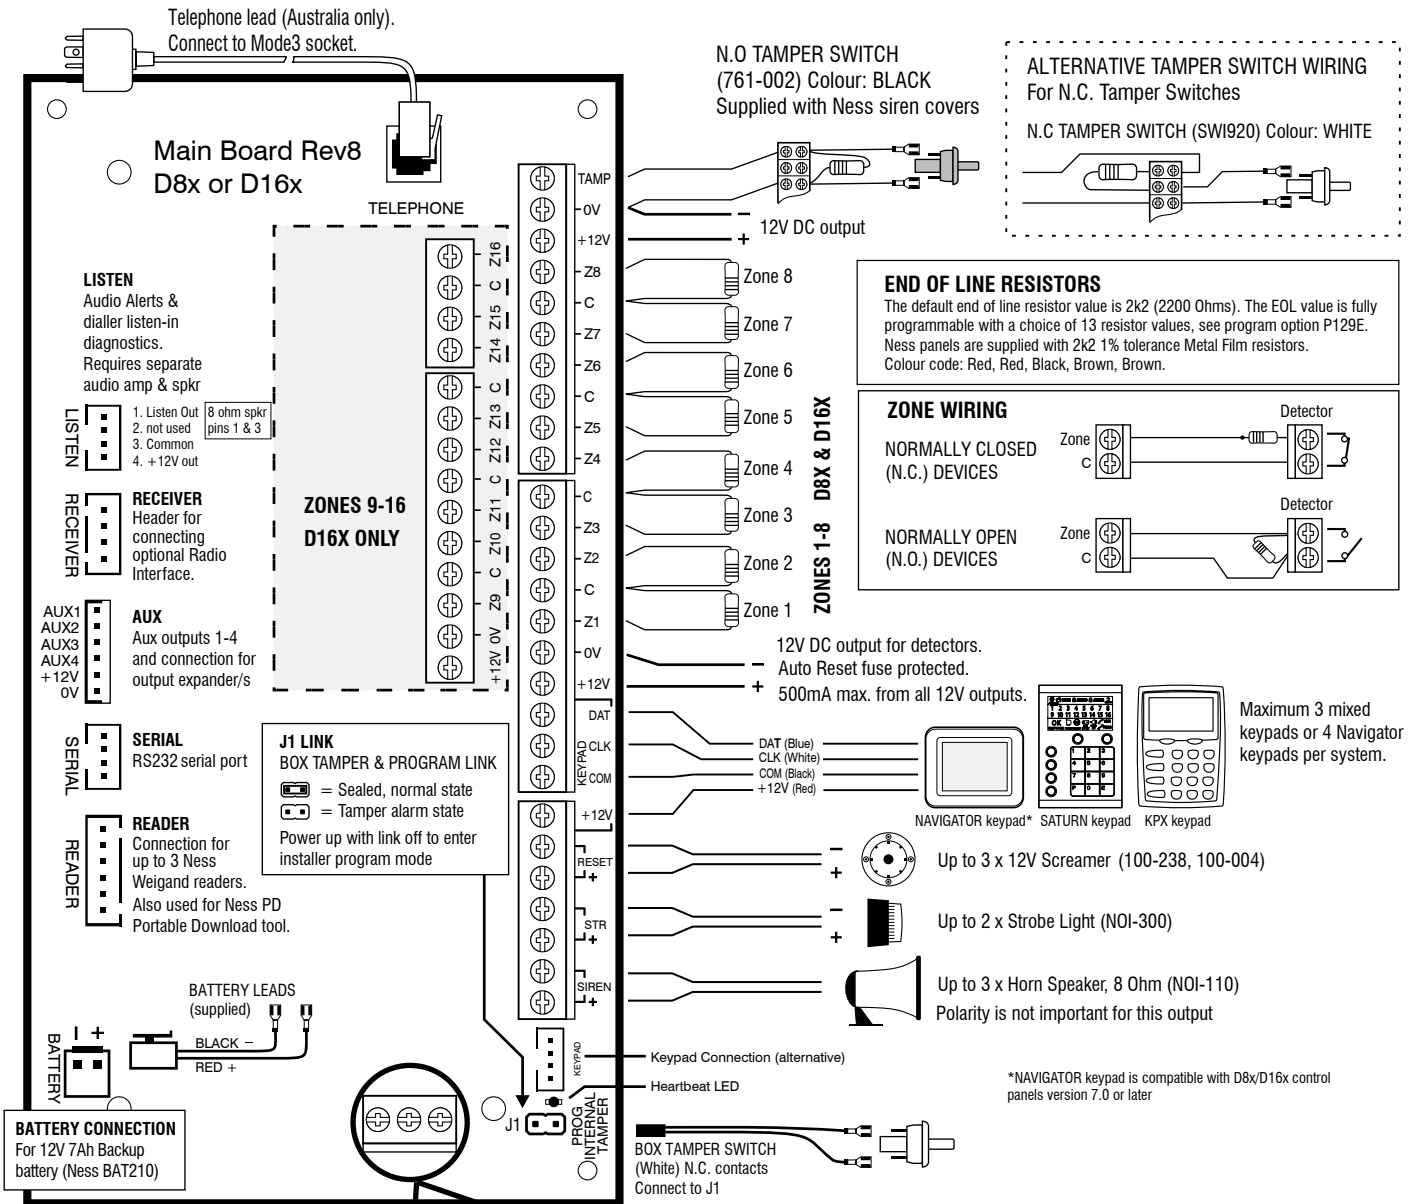 Telephone lead (Australia only).
Connect to Mode3 socket.
Main Board Rev8
D8x or D16x
TELEPHONE
N.O TAMPER SWITCH
(761-002) Colour: BLACK
Supplied with Ness siren covers
ALTERNATIVE TAMPER SWITCH WIRING
For N.C. Tamper Switches
N.C TAMPER SWITCH (SWI920) Colour: WHITE
TAMP
0V
+12V
Z8
C
Z7
Z6
C
Z5
Z4
C
Z3
Z2
C
Z1
0V
+12V
DAT
CLK
COM
KEYPAD
+12V
RESET
+
STR
+
SIREN
+
−
12V DC output
+
Z16
C
Z15
Z14
C
Z13
Z12
C
Z11
Z10
C
Z9
0V
+12V
ZONES 9-16
D16X ONLY
LISTEN
Audio Alerts &
dialler listen-in
diagnostics.
Requires separate
audio amp & spkr
LISTEN
1. Listen Out
2. not used
3. Common
4. +12V out
8 ohm spkr
pins 1 & 3
RECEIVER
RECEIVER
Header for
connecting
optional Radio
Interface.
AUX1
AUX2
AUX3
AUX4
+12V
0V
AUX
Aux outputs 1-4
and connection for
output expander/s
SERIAL
SERIAL
RS232 serial port
READER
READER
Connection for
up to 3 Ness
Weigand readers.
Also used for Ness PD
Portable Download tool.
J1 LINK
BOX TAMPER & PROGRAM LINK
= Sealed, normal state
= Tamper alarm state
Power up with link off to enter
installer program mode
Zone 8
Zone 7
Zone 6
Zone 5
Zone 4
Zone 3
Zone 2
Zone 1
ZONES 1-8 D8X & D16X
END OF LINE RESISTORS
The default end of line resistor value is 2k2 (2200 Ohms). The EOL value is fully
programmable with a choice of 13 resistor values, see program option P129E.
Ness panels are supplied with 2k2 1% tolerance Metal Film resistors.
Colour code: Red, Red, Black, Brown, Brown.
ZONE WIRING
Detector
NORMALLY CLOSED
(N.C.) DEVICES
Zone
C
Detector
NORMALLY OPEN
(N.O.) DEVICES
Zone
C
12V DC output for detectors.
− Auto Reset fuse protected.
+ 500mA max. from all 12V outputs.
DAT (Blue)
CLK (White)
COM (Black)
+12V (Red)
NAVIGATOR keypad*
SATURN keypad
KPX keypad
Maximum 3 mixed
keypads or 4 Navigator
keypads per system.
−
+
Up to 3 x 12V Screamer (100-238, 100-004)
−
+
Up to 2 x Strobe Light (NOI-300)
Up to 3 x Horn Speaker, 8 Ohm (NOI-110)
Polarity is not important for this output
BATTERY LEADS
(supplied)
BLACK −
RED +
− +
BATTERY
BATTERY CONNECTION
For 12V 7Ah Backup
battery (Ness BAT210)
KEYPAD
Keypad Connection (alternative)
Heartbeat LED
J1
PROG
INTERNAL
TAMPER
BOX TAMPER SWITCH
(White) N.C. contacts
Connect to J1
*NAVIGATOR keypad is compatible with D8x/D16x control
panels version 7.0 or later